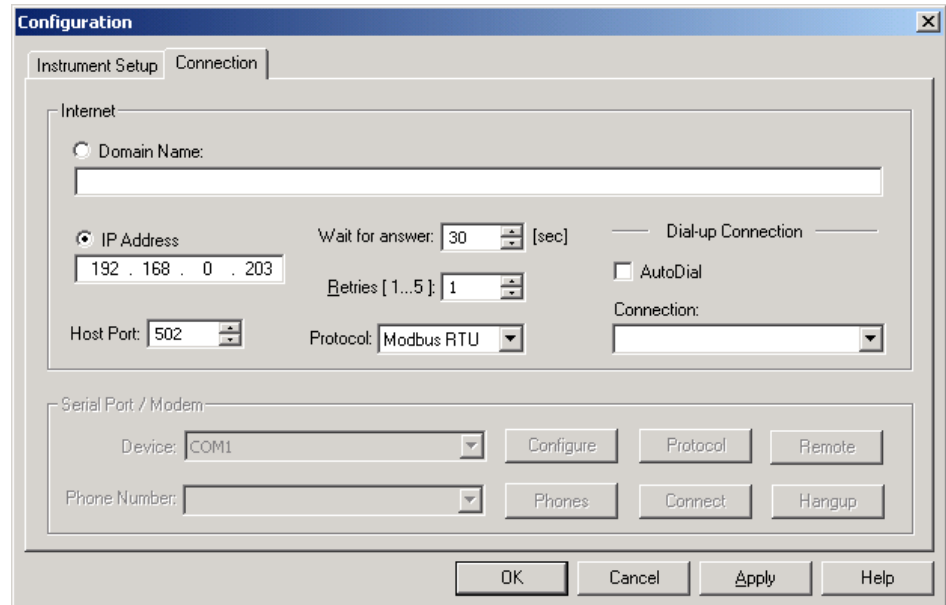 Configuration
Instrument Setup Connection
Internet
Domain Name:
IP Address Wait for answer: 30 [sec] Dial-up Connection
192 . 168 . 0 . 203 AutoDial
Retries [ 1...5 ]: 1
Connection:
Host Port: 502 Protocol: Modbus RTU
Serial Port / Modem
Device: COM1 Configure Protocol Remote
Phone Number: Phones Connect Hangup
OK Cancel Apply Help